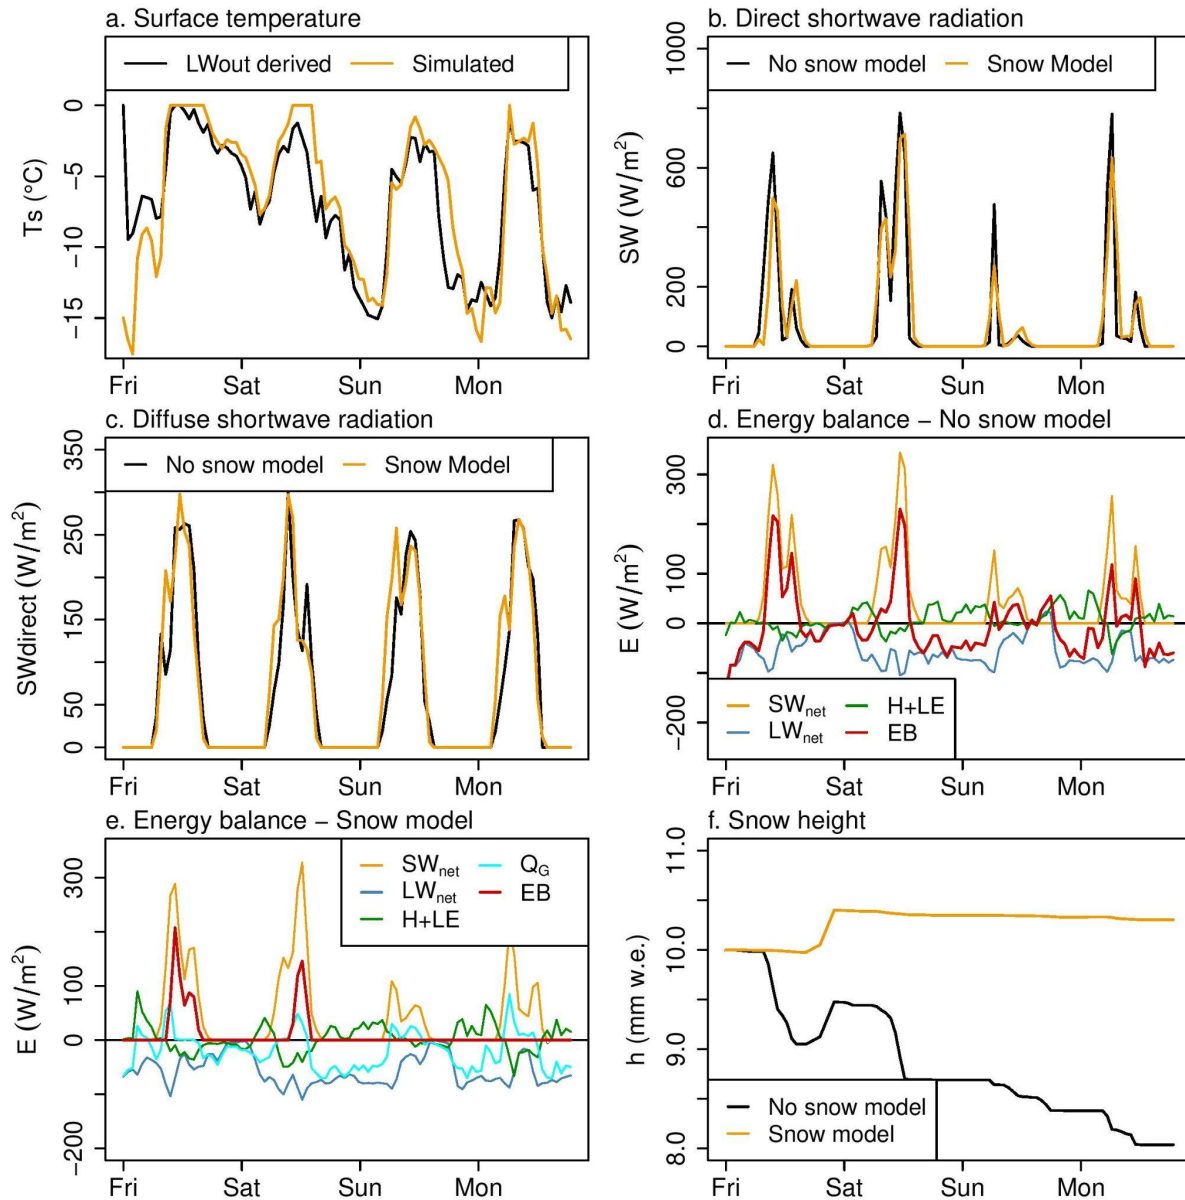 a. Surface temperature
LWout derived
Simulated
Ts (°C)
0
−5
−10
−15
Fri
Sat
Sun
Mon
b. Direct shortwave radiation
No snow model
Snow Model
SW (W/m²)
1000
600
200
0
Fri
Sat
Sun
Mon
c. Diffuse shortwave radiation
No snow model
Snow Model
SWdirect (W/m²)
350
250
150
50
0
Fri
Sat
Sun
Mon
d. Energy balance − No snow model
E (W/m²)
300
100
0
−200
SWnet
LWnet
H+LE
EB
Fri
Sat
Sun
Mon
e. Energy balance − Snow model
SWnet
LWnet
H+LE
QG
EB
E (W/m²)
300
100
0
−200
Fri
Sat
Sun
Mon
f. Snow height
h (mm w.e.)
11.0
10.0
9.0
8.0
No snow model
Snow model
Fri
Sat
Sun
Mon